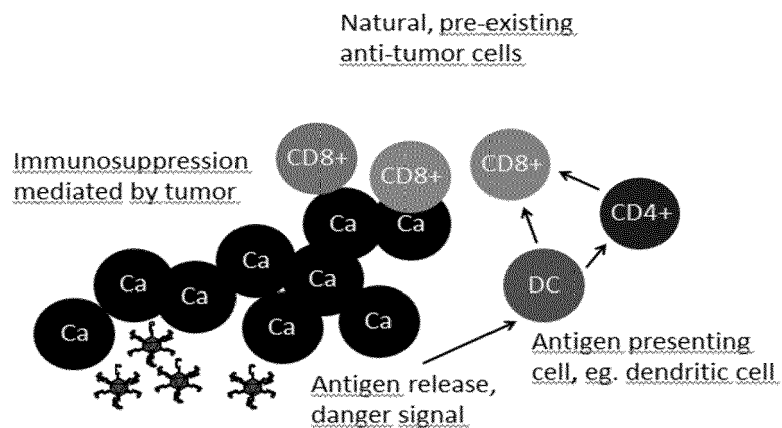 Natural, pre-existing
anti-tumor cells
Immunosuppression
mediated by tumor
CD8+
CD8+
CD8+
CD4+
Ca
Ca
Ca
Ca
Ca
Ca
Ca
Ca
Ca
DC
Antigen release,
danger signal
Antigen presenting
cell, eg. dendritic cell